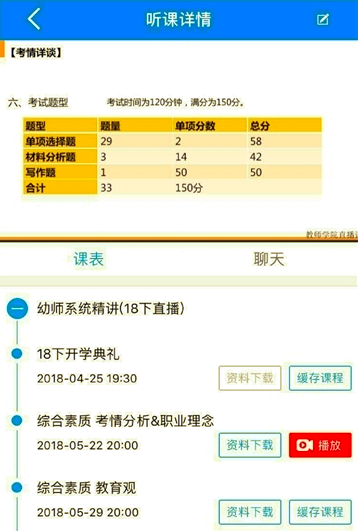 听课详情
【考情详谈】
六、考试题型 考试时间为120分钟，满分为150分。
题型 题量 单项分数 总分
单项选择题 29 2 58
材料分析题 3 14 42
写作题 1 50 50
合计 33 150分
教师学院直播
课表 聊天
幼师系统精讲(18下直播)
18下开学典礼
2018-04-25 19:30 资料下载 缓存课程
综合素质 考情分析&职业理念
2018-05-22 20:00 资料下载 播放
综合素质 教育观
2018-05-29 20:00 资料下载 缓存课程